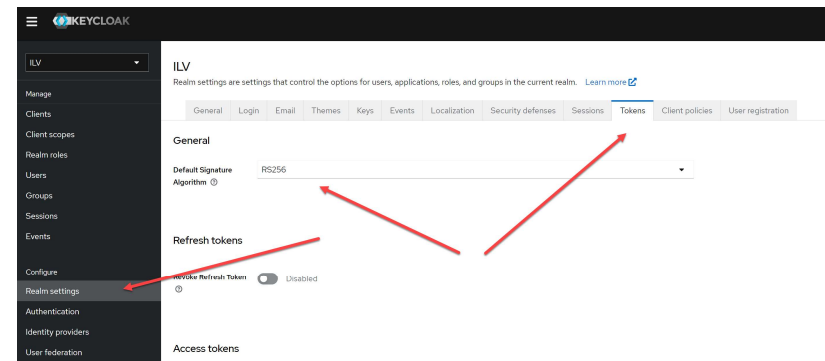 KEYCLOAK
ILV
Manage
Clients
Client scopes
Realm roles
Users
Groups
Sessions
Events
Configure
Realm settings
Authentication
Identity providers
User federation
ILV
Realm settings are settings that control the options for users, applications, roles, and groups in the current realm. Learn more
General Login Email Themes Keys Events Localization Security defenses Sessions Tokens Client policies User registration
General
Default Signature
Algorithm
RS256
Refresh tokens
Revoke Refresh Token
Disabled
Access tokens